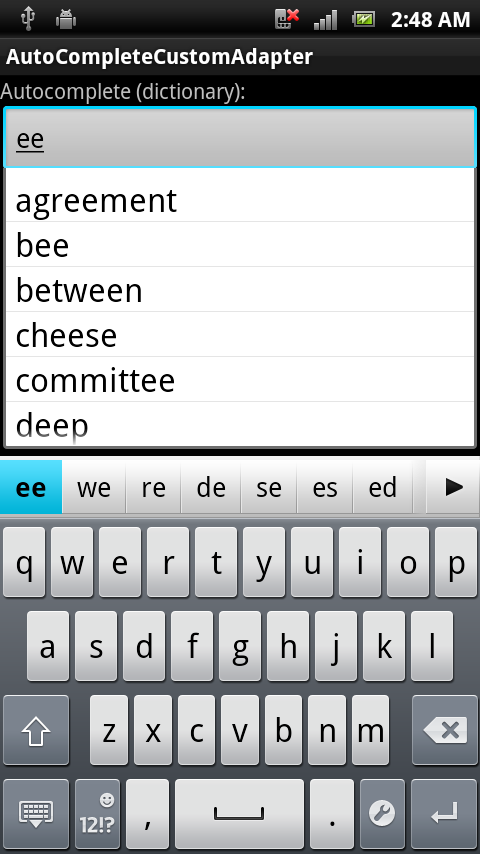 2:48 AM
AutoCompleteCustomAdapter
Autocomplete (dictionary):
ee
agreement
bee
between
cheese
committee
deep
ee we re de se es ed
q w e r t y u i o p
a s d f g h j k l
z x c v b n m
12!? , .